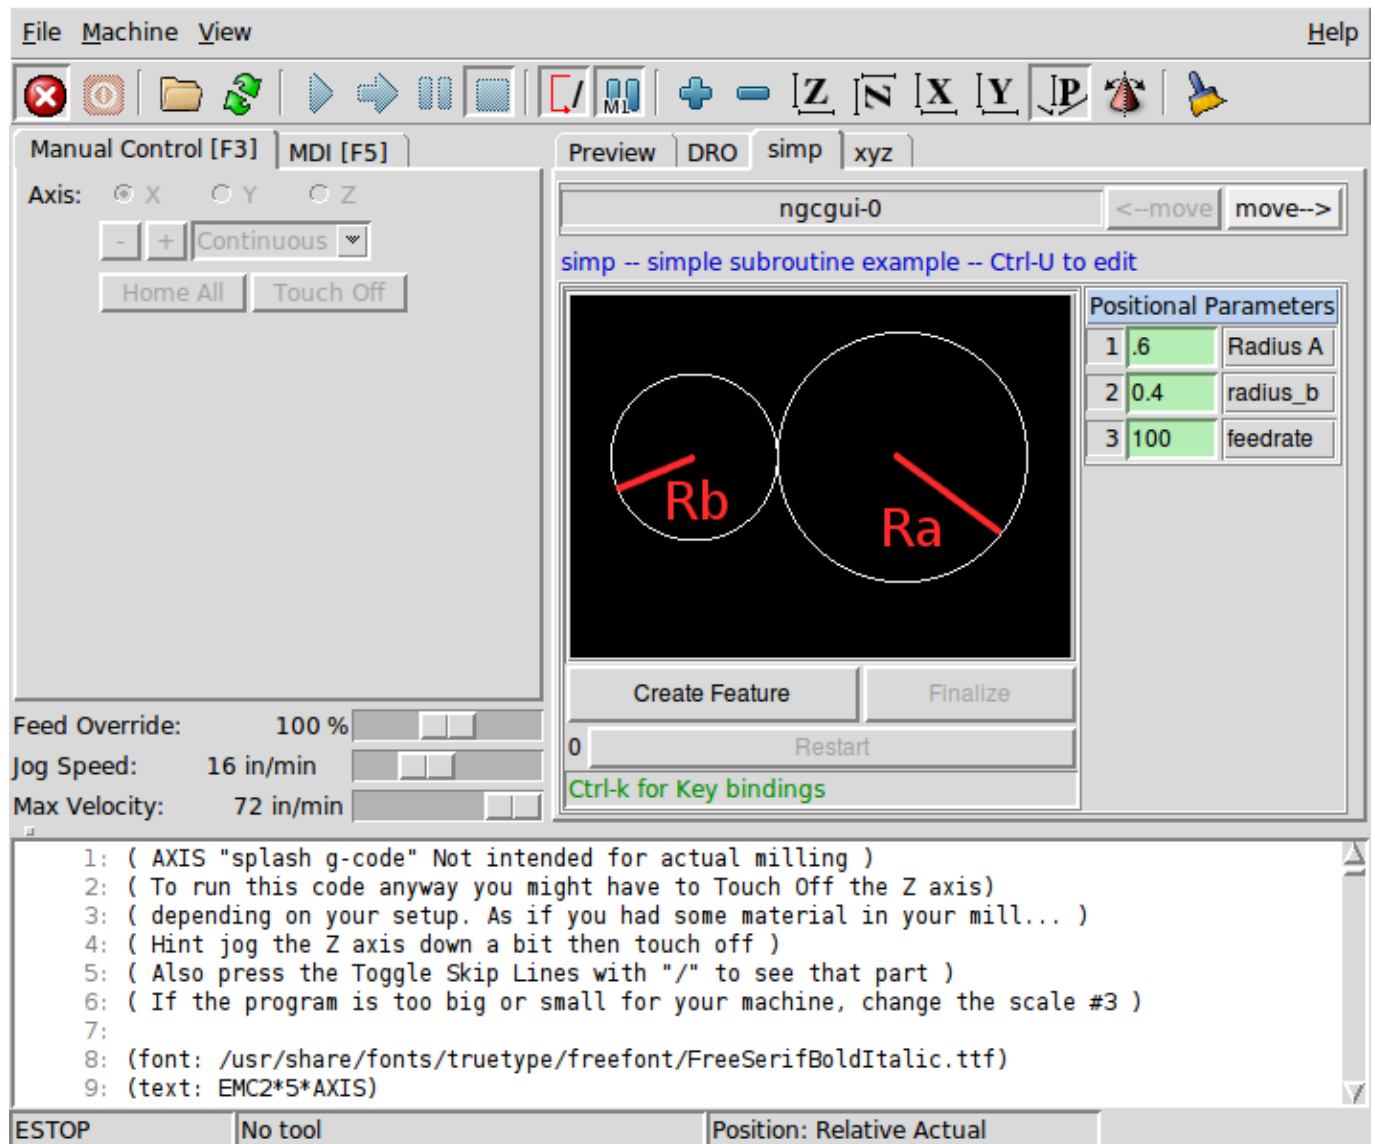 File Machine View Help
M1 Z N X Y P
Manual Control [F3] MDI [F5] Preview DRO simp xyz
Axis: X Y Z
- + Continuous
Home All Touch Off
ngcgui-0 <--move move-->
simp -- simple subroutine example -- Ctrl-U to edit
Rb Ra
Positional Parameters
1 .6 Radius A
2 0.4 radius_b
3 100 feedrate
Create Feature Finalize
0 Restart
Ctrl-k for Key bindings
Feed Override: 100 %
Jog Speed: 16 in/min
Max Velocity: 72 in/min
1: ( AXIS "splash g-code" Not intended for actual milling )
2: ( To run this code anyway you might have to Touch Off the Z axis)
3: ( depending on your setup. As if you had some material in your mill... )
4: ( Hint jog the Z axis down a bit then touch off )
5: ( Also press the Toggle Skip Lines with "/" to see that part )
6: ( If the program is too big or small for your machine, change the scale #3 )
7:
8: (font: /usr/share/fonts/truetype/freefont/FreeSerifBoldItalic.ttf)
9: (text: EMC2*5*AXIS)
ESTOP No tool Position: Relative Actual